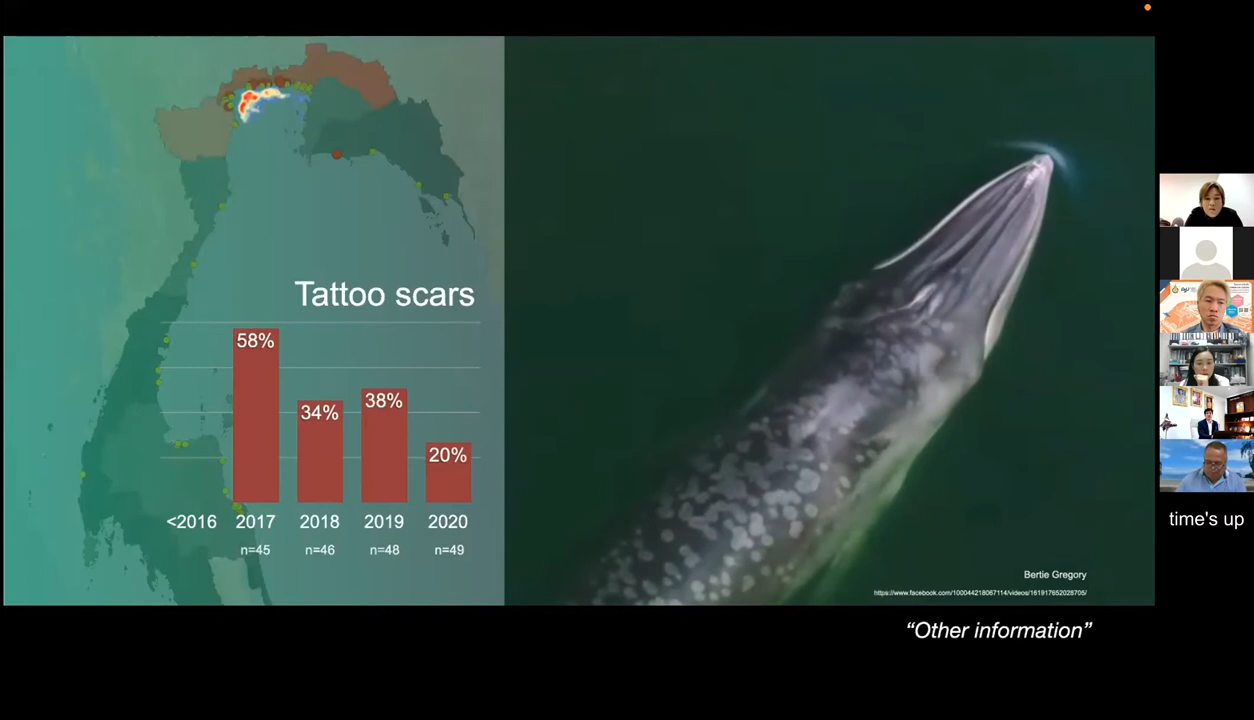 Tattoo scars
58%
34%
38%
20%
<2016 2017 2018 2019 2020
n=45 n=46 n=48 n=49
Bertie Gregory
https://www.facebook.com/100044218067114/videos/161917652028705/
“Other information”
time's up